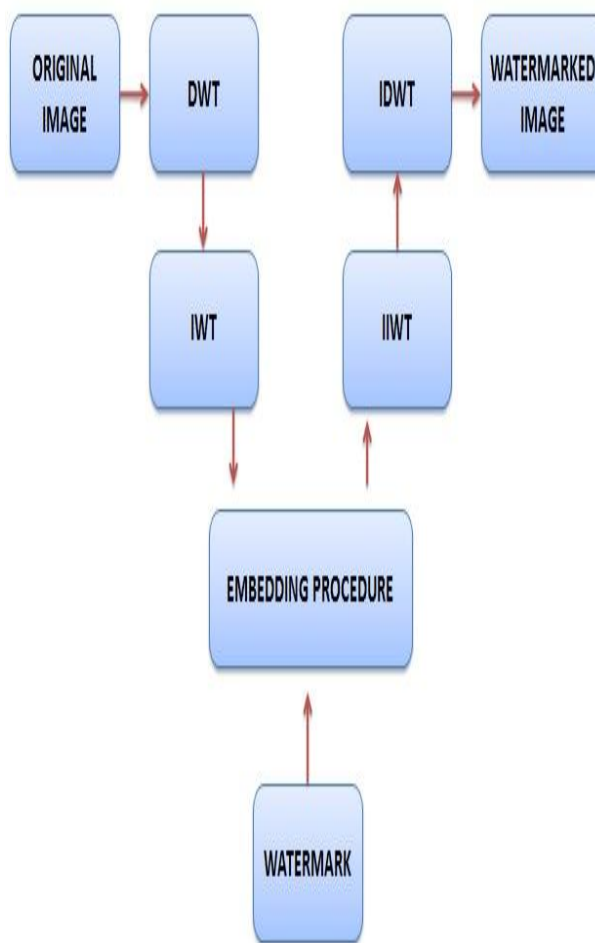 ORIGINAL
IMAGE
DWT
IDWT
WATERMARKED
IMAGE
IWT
IIWT
EMBEDDING PROCEDURE
WATERMARK